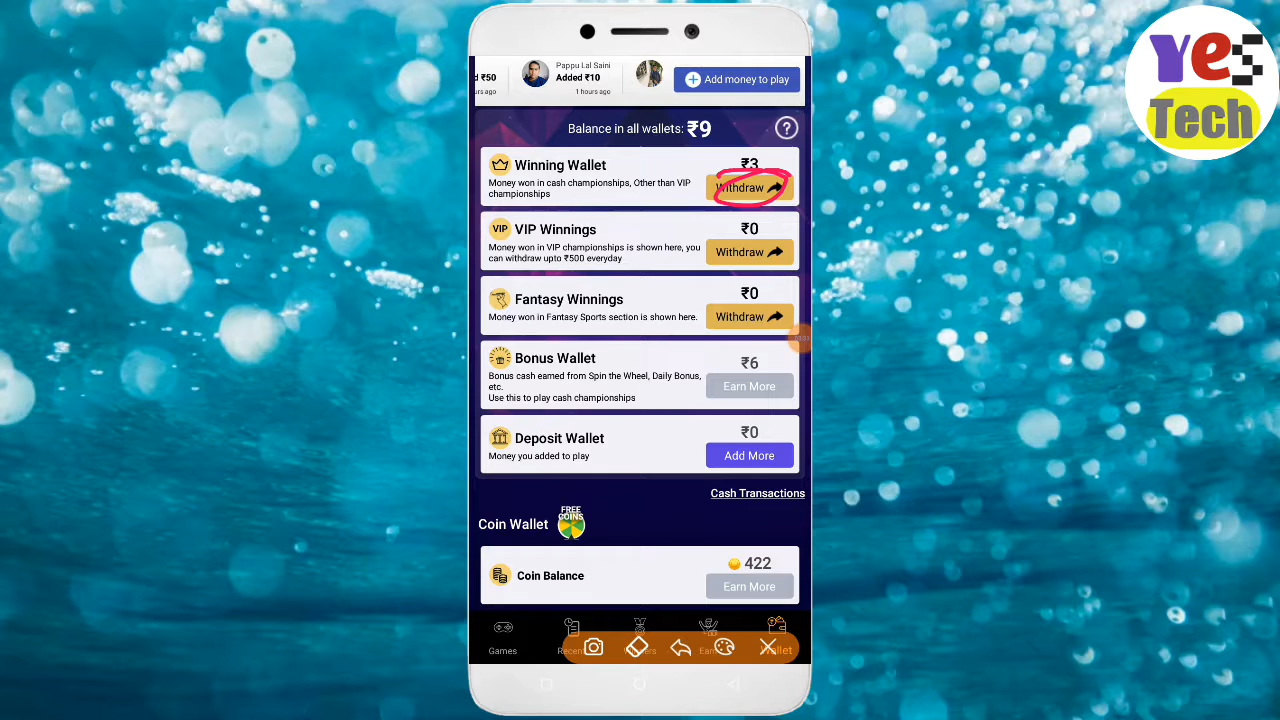 d ₹50
urs ago
Pappu Lal Saini
Added ₹10
1 hours ago
Add money to play
YES
Tech
Balance in all wallets: ₹9
?
Winning Wallet
₹3
Money won in cash championships, Other than VIP
championships
Withdraw
VIP
VIP Winnings
₹0
Money won in VIP championships is shown here, you
can withdraw upto ₹500 everyday
Withdraw
Fantasy Winnings
₹0
Money won in Fantasy Sports section is shown here.
Withdraw
Bonus Wallet
₹6
Bonus cash earned from Spin the Wheel, Daily Bonus,
etc.
Use this to play cash championships
Earn More
Deposit Wallet
₹0
Money you added to play
Add More
Cash Transactions
Coin Wallet
FREE
COINS
Coin Balance
422
Earn More
Games
Wallet